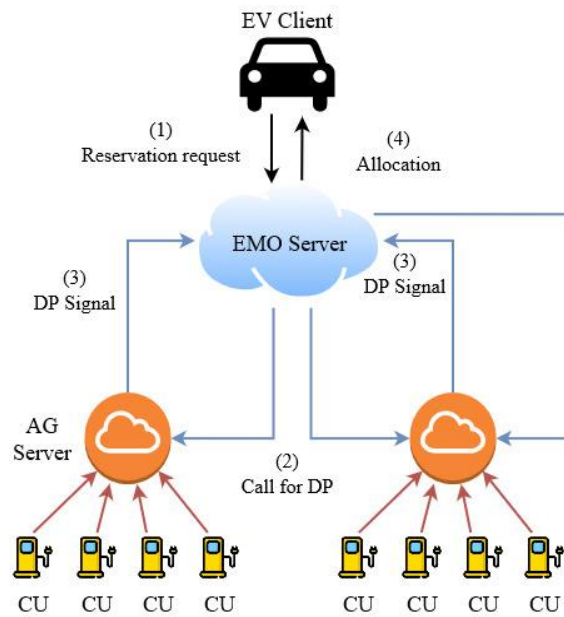 EV Client
(1)
Reservation request
(4)
Allocation
EMO Server
(3)
DP Signal
(3)
DP Signal
AG
Server
(2)
Call for DP
CU CU CU CU CU CU CU CU